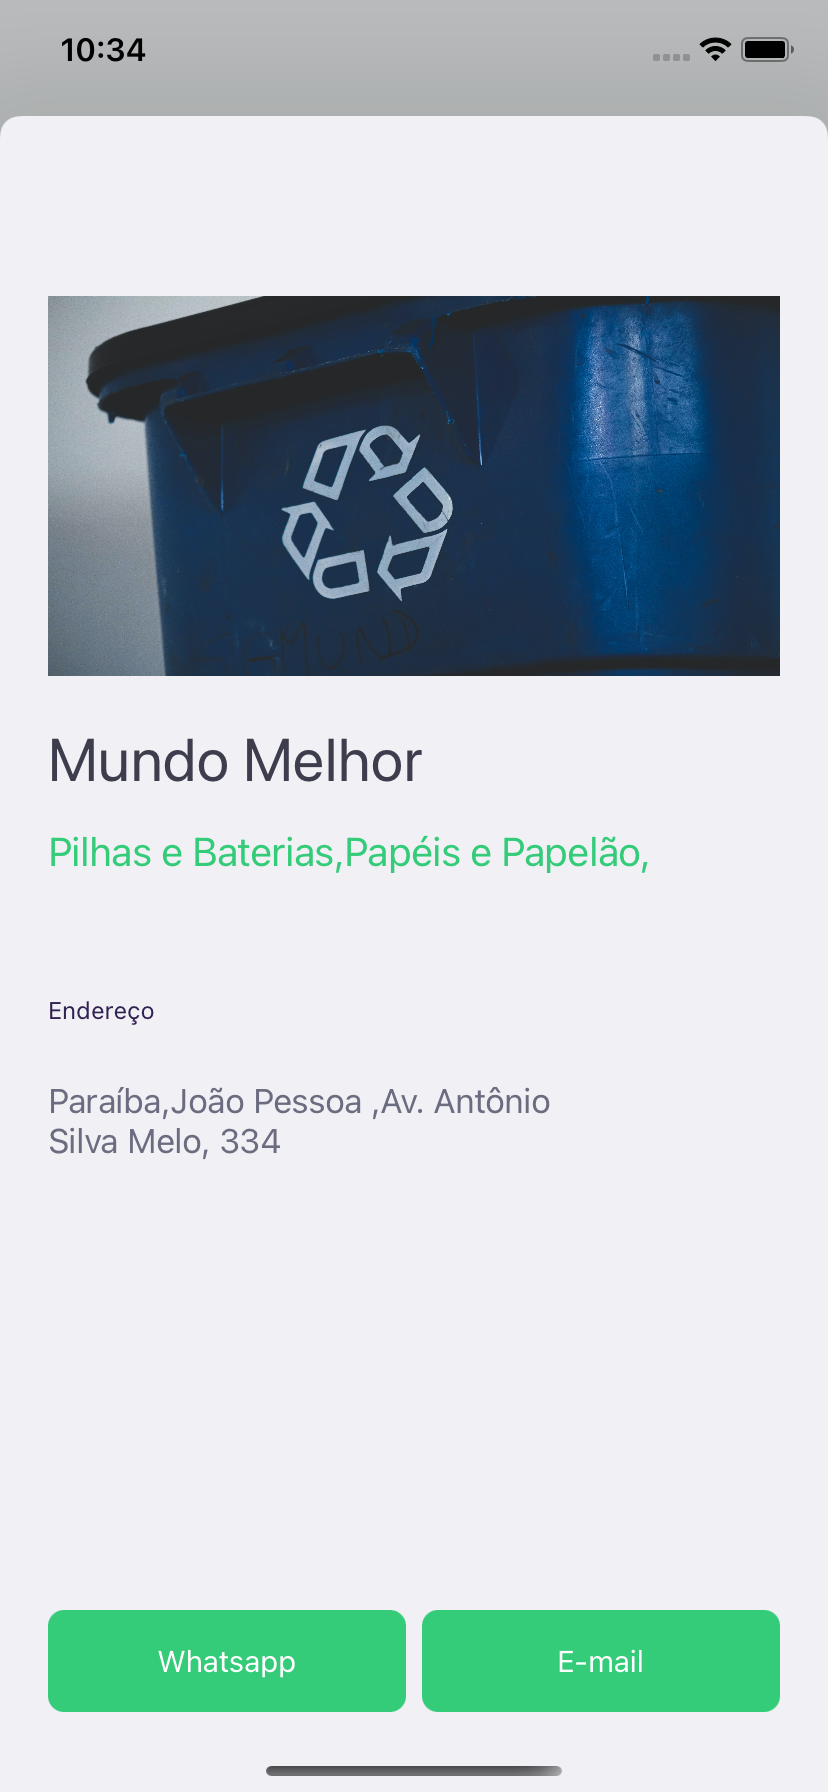 10:34
MUND
Mundo Melhor
Pilhas e Baterias,Papéis e Papelão,
Endereço
Paraíba,João Pessoa ,Av. Antônio
Silva Melo, 334
Whatsapp
E-mail